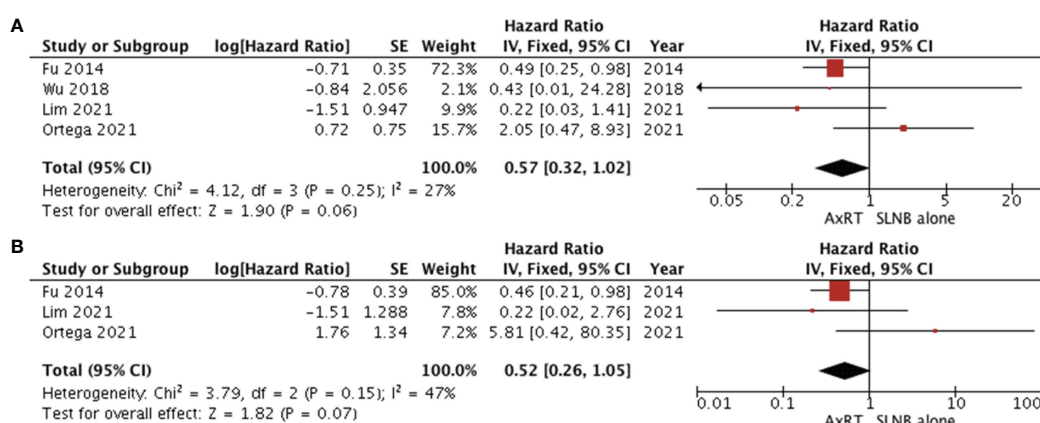 A
Hazard Ratio Hazard Ratio
Study or Subgroup log[Hazard Ratio] SE Weight IV, Fixed, 95% CI Year IV, Fixed, 95% CI
Fu 2014 −0.71 0.35 72.3% 0.49 [0.25, 0.98] 2014
Wu 2018 −0.84 2.056 2.1% 0.43 [0.01, 24.28] 2018
Lim 2021 −1.51 0.947 9.9% 0.22 [0.03, 1.41] 2021
Ortega 2021 0.72 0.75 15.7% 2.05 [0.47, 8.93] 2021
Total (95% CI) 100.0% 0.57 [0.32, 1.02]
Heterogeneity: Chi² = 4.12, df = 3 (P = 0.25); I² = 27%
Test for overall effect: Z = 1.90 (P = 0.06)
0.05 0.2 1 5 20
AxRT SLNB alone
B
Hazard Ratio Hazard Ratio
Study or Subgroup log[Hazard Ratio] SE Weight IV, Fixed, 95% CI Year IV, Fixed, 95% CI
Fu 2014 −0.78 0.39 85.0% 0.46 [0.21, 0.98] 2014
Lim 2021 −1.51 1.288 7.8% 0.22 [0.02, 2.76] 2021
Ortega 2021 1.76 1.34 7.2% 5.81 [0.42, 80.35] 2021
Total (95% CI) 100.0% 0.52 [0.26, 1.05]
Heterogeneity: Chi² = 3.79, df = 2 (P = 0.15); I² = 47%
Test for overall effect: Z = 1.82 (P = 0.07)
0.01 0.1 1 10 100
AxRT SLNB alone